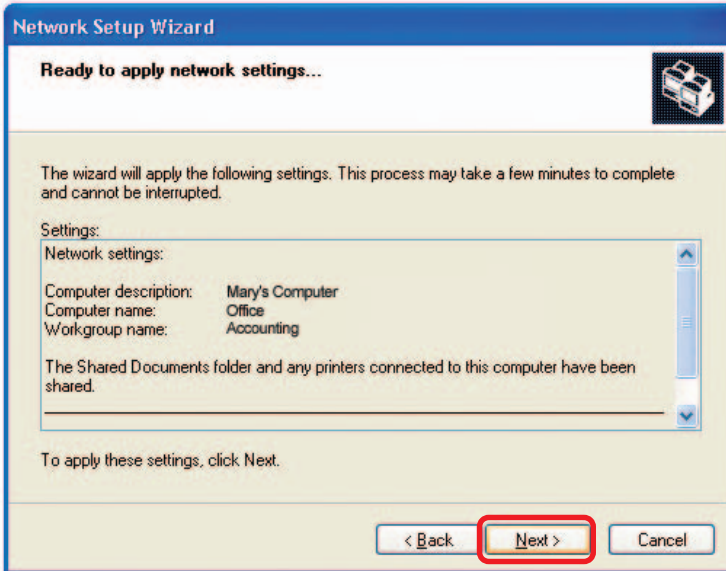 Network Setup Wizard
Ready to apply network settings...
The wizard will apply the following settings. This process may take a few minutes to complete
and cannot be interrupted.
Settings:
Network settings:
Computer description: Mary's Computer
Computer name: Office
Workgroup name: Accounting
The Shared Documents folder and any printers connected to this computer have been
shared.
To apply these settings, click Next.
< Back Next > Cancel